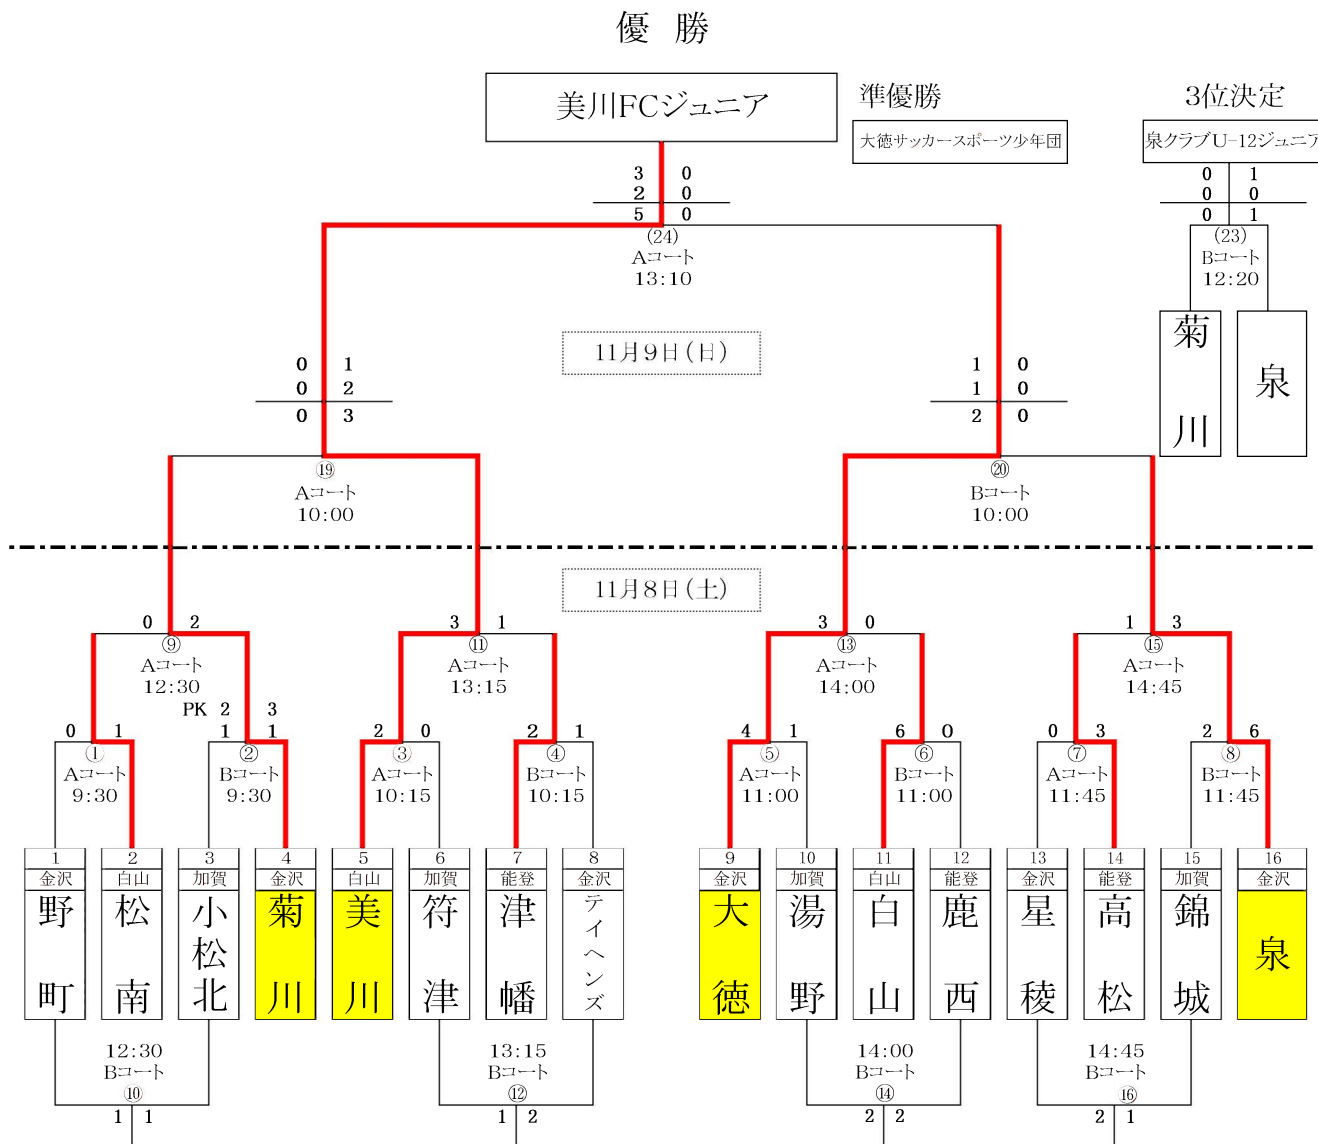 優 勝
美川FCジュニア
準優勝
大徳サッカースポーツ少年団
3位決定
泉クラブU-12ジュニア
3 0
2 0
5 0
(24)
Aコート
13:10
0 1
0 0
0 1
(23)
Bコート
12:20
菊川
泉
11月9日(日)
0 1
0 2
0 3
⑲
Aコート
10:00
1 0
1 0
2 0
⑳
Bコート
10:00
11月8日(土)
0 2
⑨
Aコート
12:30
3 1
⑪
Aコート
13:15
3 0
⑬
Aコート
14:00
1 3
⑮
Aコート
14:45
0 1
①
Aコート
9:30
PK 2 3
1 1
②
Bコート
9:30
2 0
③
Aコート
10:15
2 1
④
Bコート
10:15
4 1
⑤
Aコート
11:00
6 0
⑥
Bコート
11:00
0 3
⑦
Aコート
11:45
2 6
⑧
Bコート
11:45
1 2 3 4 5 6 7 8 9 10 11 12 13 14 15 16
金沢 白山 加賀 金沢 白山 加賀 能登 金沢 金沢 加賀 白山 能登 金沢 能登 加賀 金沢
野町
松南
小松北
菊川
美川
符津
津幡
テイヘンズ
大徳
湯野
白山
鹿西
星稜
高松
錦城
泉
12:30
Bコート
⑩
1 1
13:15
Bコート
⑫
1 2
14:00
Bコート
⑭
2 2
14:45
Bコート
⑯
2 1